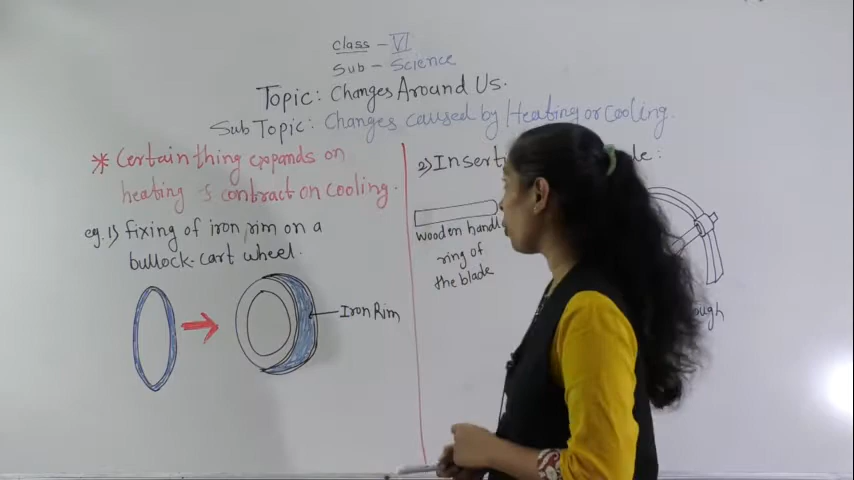 Class - VI
Sub - Science
Topic: Changes Around Us.
Sub Topic: Changes caused by Heating or Cooling.
* Certain thing expands on
heating & contract on cooling.
eg. 1) fixing of iron rim on a
bullock-cart wheel.
Iron Rim
2) Insert
wooden handle
ring of
the blade